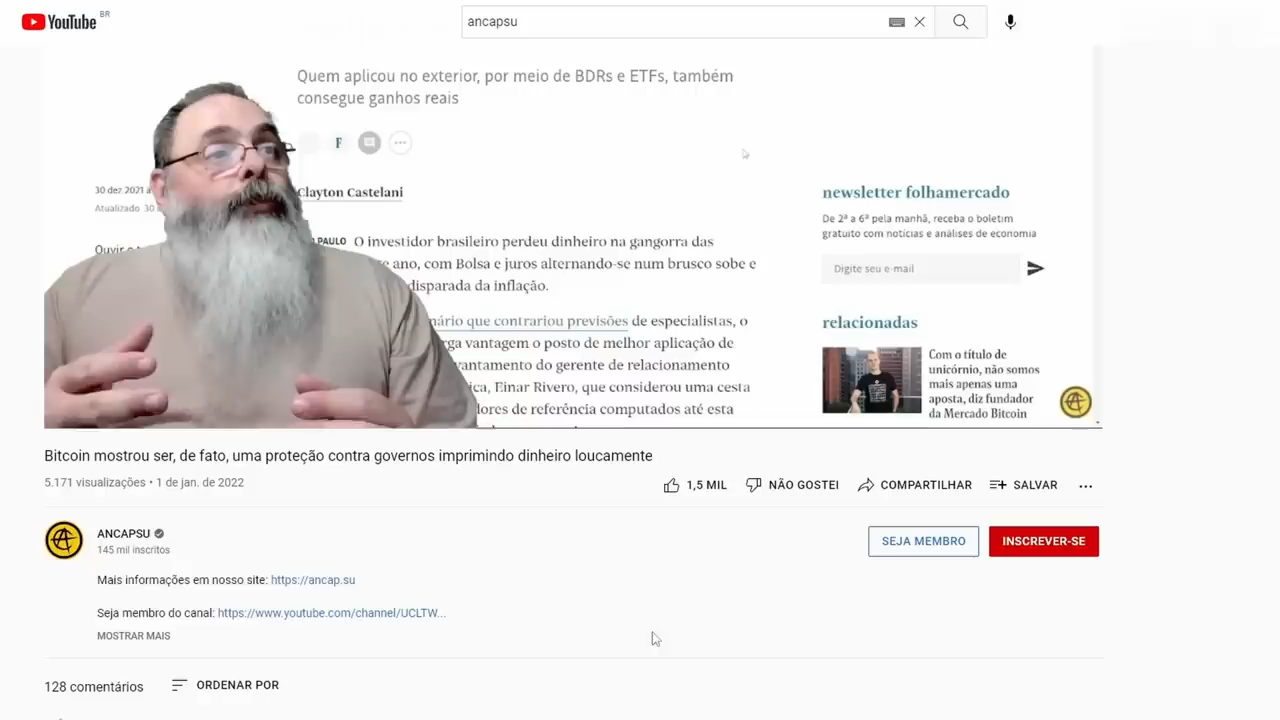 YouTube BR
ancapsu
Quem aplicou no exterior, por meio de BDRs e ETFs, também
consegue ganhos reais
F
30 dez.2021 à
Clayton Castelani
Atualizado 30
newsletter folhamercado
De 2ª a 6ª pela manhã, receba o boletim
gratuito com notícias e análises de economia
Digite seu e-mail
PAULO O investidor brasileiro perdeu dinheiro na gangorra das
e ano, com Bolsa e juros alternando-se num brusco sobe e
disparada da inflação.
nário que contrariou previsões de especialistas, o
rga vantagem o posto de melhor aplicação de
vantamento do gerente de relacionamento
ica, Einar Rivero, que considerou uma cesta
dores de referência computados até esta
Ouvir o
relacionadas
Com o título de
unicórnio, não somos
mais apenas uma
aposta, diz fundador
da Mercado Bitcoin
Bitcoin mostrou ser, de fato, uma proteção contra governos imprimindo dinheiro loucamente
5.171 visualizações • 1 de jan. de 2022
1,5 MIL
NÃO GOSTEI
COMPARTILHAR
SALVAR
ANCAPSU
145 mil inscritos
SEJA MEMBRO
INSCREVER-SE
Mais informações em nosso site: https://ancap.su
Seja membro do canal: https://www.youtube.com/channel/UCLTW...
MOSTRAR MAIS
128 comentários
ORDENAR POR